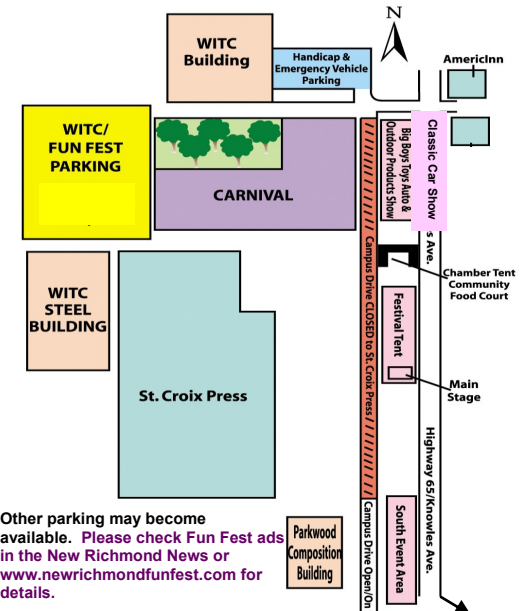 N
WITC
Building
Handicap &
Emergency Vehicle
Parking
AmericInn
WITC/
FUN FEST
PARKING
CARNIVAL
Big Boys Toys Auto &
Outdoor Products Show
Classic Car Show
s Ave.
Campus Drive CLOSED to St. Croix Press
Chamber Tent
Community
Food Court
WITC
STEEL
BUILDING
St. Croix Press
Festival Tent
Main
Stage
Highway 65/Knowles Ave.
South Event Area
Campus Drive Open/On
Parkwood
Composition
Building
Other parking may become
available. Please check Fun Fest ads
in the New Richmond News or
www.newrichmondfunfest.com for
details.